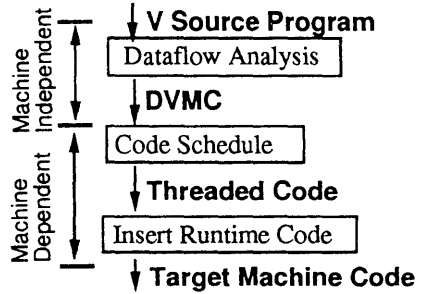 V Source Program
Dataflow Analysis
DVMC
Code Schedule
Threaded Code
Insert Runtime Code
Target Machine Code
Machine
Independent
Machine
Dependent